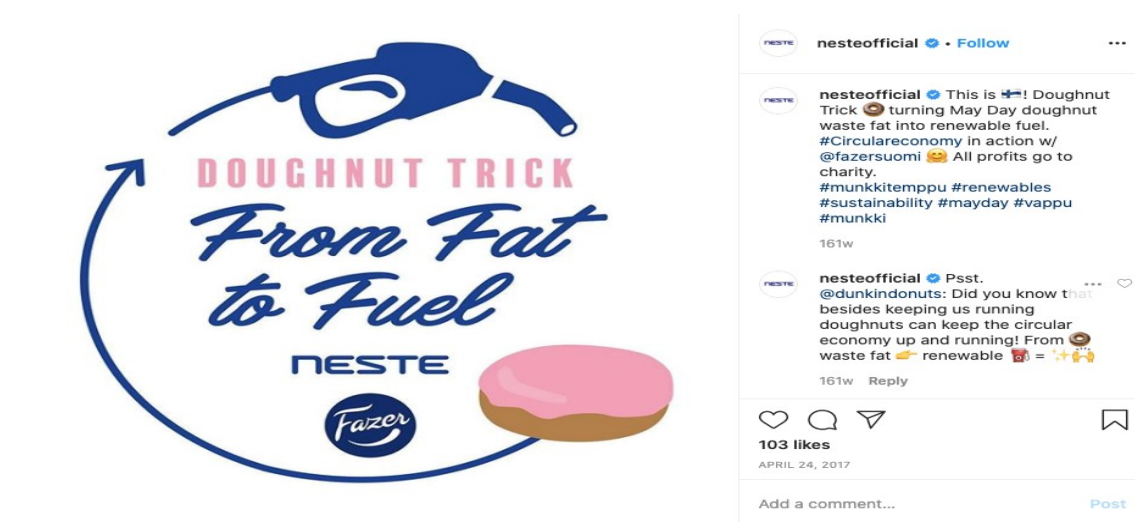 DOUGHNUT TRICK
From Fat
to Fuel
NESTE
Fazer
NESTE
nesteofficial • Follow
NESTE
nesteofficial This is 🇫🇮! Doughnut
Trick 🍩 turning May Day doughnut
waste fat into renewable fuel.
#Circulareconomy in action w/
@fazersuomi 🤗 All profits go to
charity.
#munkkitemppu #renewables
#sustainability #mayday #vappu
#munkki
161w
NESTE
nesteofficial Psst.
@dunkindonuts: Did you know that
besides keeping us running
doughnuts can keep the circular
economy up and running! From 🍩
waste fat 👉 renewable ⛽ = ✨🙌
161w Reply
103 likes
APRIL 24, 2017
Add a comment... Post